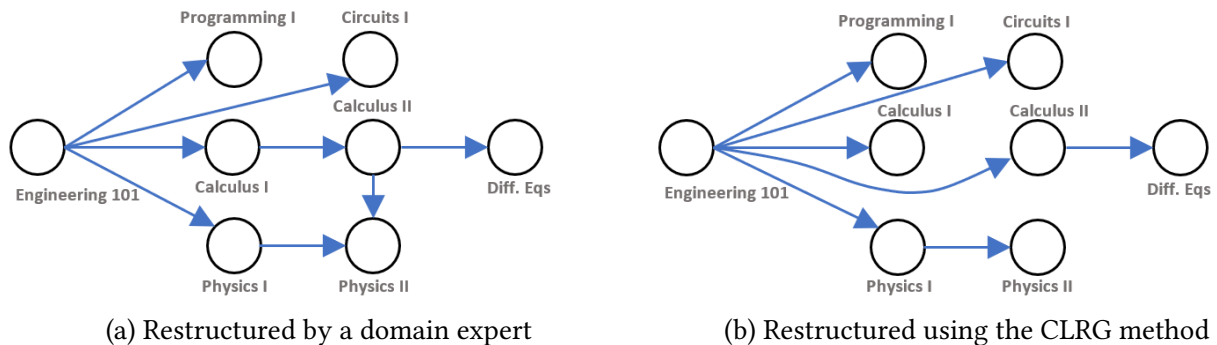 Programming I
Circuits I
Calculus II
Engineering 101
Calculus I
Diff. Eqs
Physics I
Physics II
(a) Restructured by a domain expert
Programming I
Circuits I
Calculus I
Calculus II
Engineering 101
Diff. Eqs
Physics I
Physics II
(b) Restructured using the CLRG method